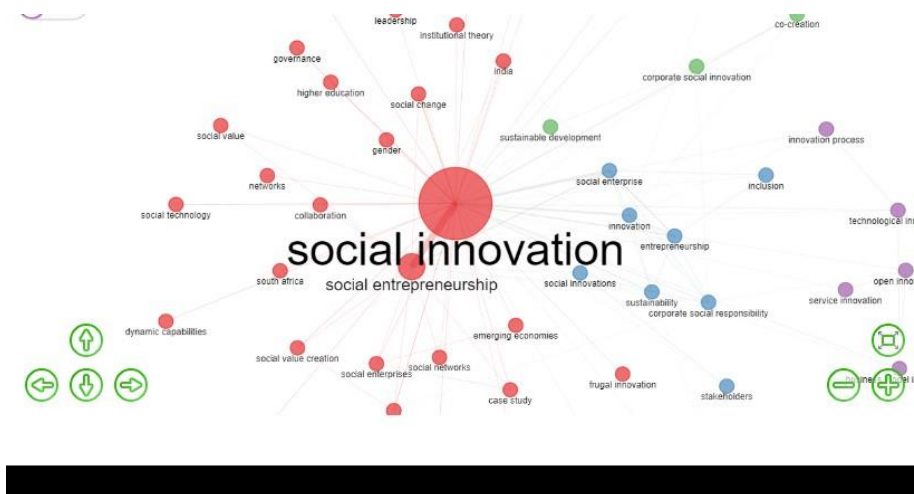 leadership
institutional theory
co-creation
governance
india
corporate social innovation
higher education
social change
social value
sustainable development
innovation process
gender
networks
social enterprise
inclusion
social technology
collaboration
innovation
technological
social innovation
entrepreneurship
south africa
social entrepreneurship
social innovations
open
service innovation
sustainability
corporate social responsibility
dynamic capabilities
emerging economies
social value creation
social enterprises
social networks
frugal innovation
case study
stakeholders